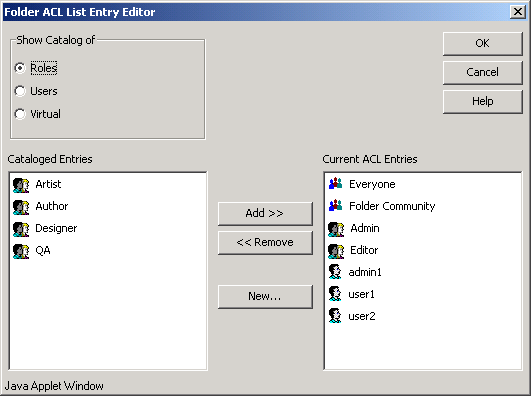 Folder ACL List Entry Editor
Show Catalog of
Roles
Users
Virtual
OK
Cancel
Help
Cataloged Entries
Artist
Author
Designer
QA
Add >>
<< Remove
New...
Current ACL Entries
Everyone
Folder Community
Admin
Editor
admin1
user1
user2
Java Applet Window